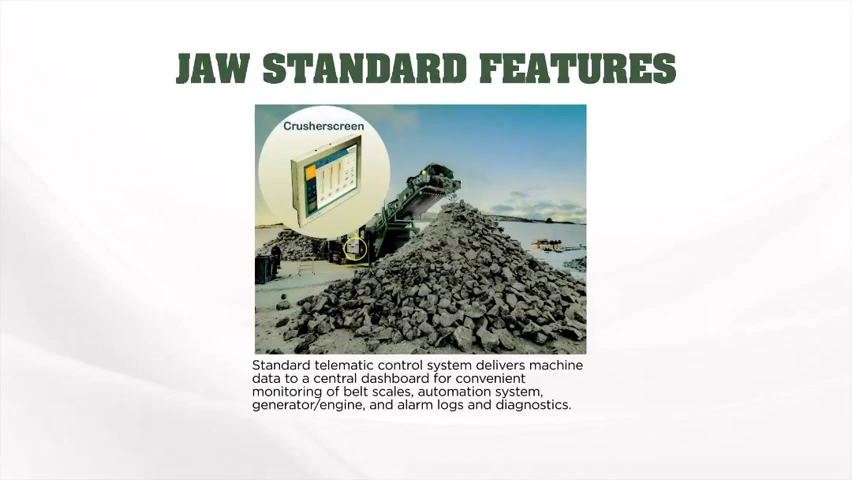 JAW STANDARD FEATURES
Crusherscreen
Standard telematic control system delivers machine
data to a central dashboard for convenient
monitoring of belt scales, automation system,
generator/engine, and alarm logs and diagnostics.